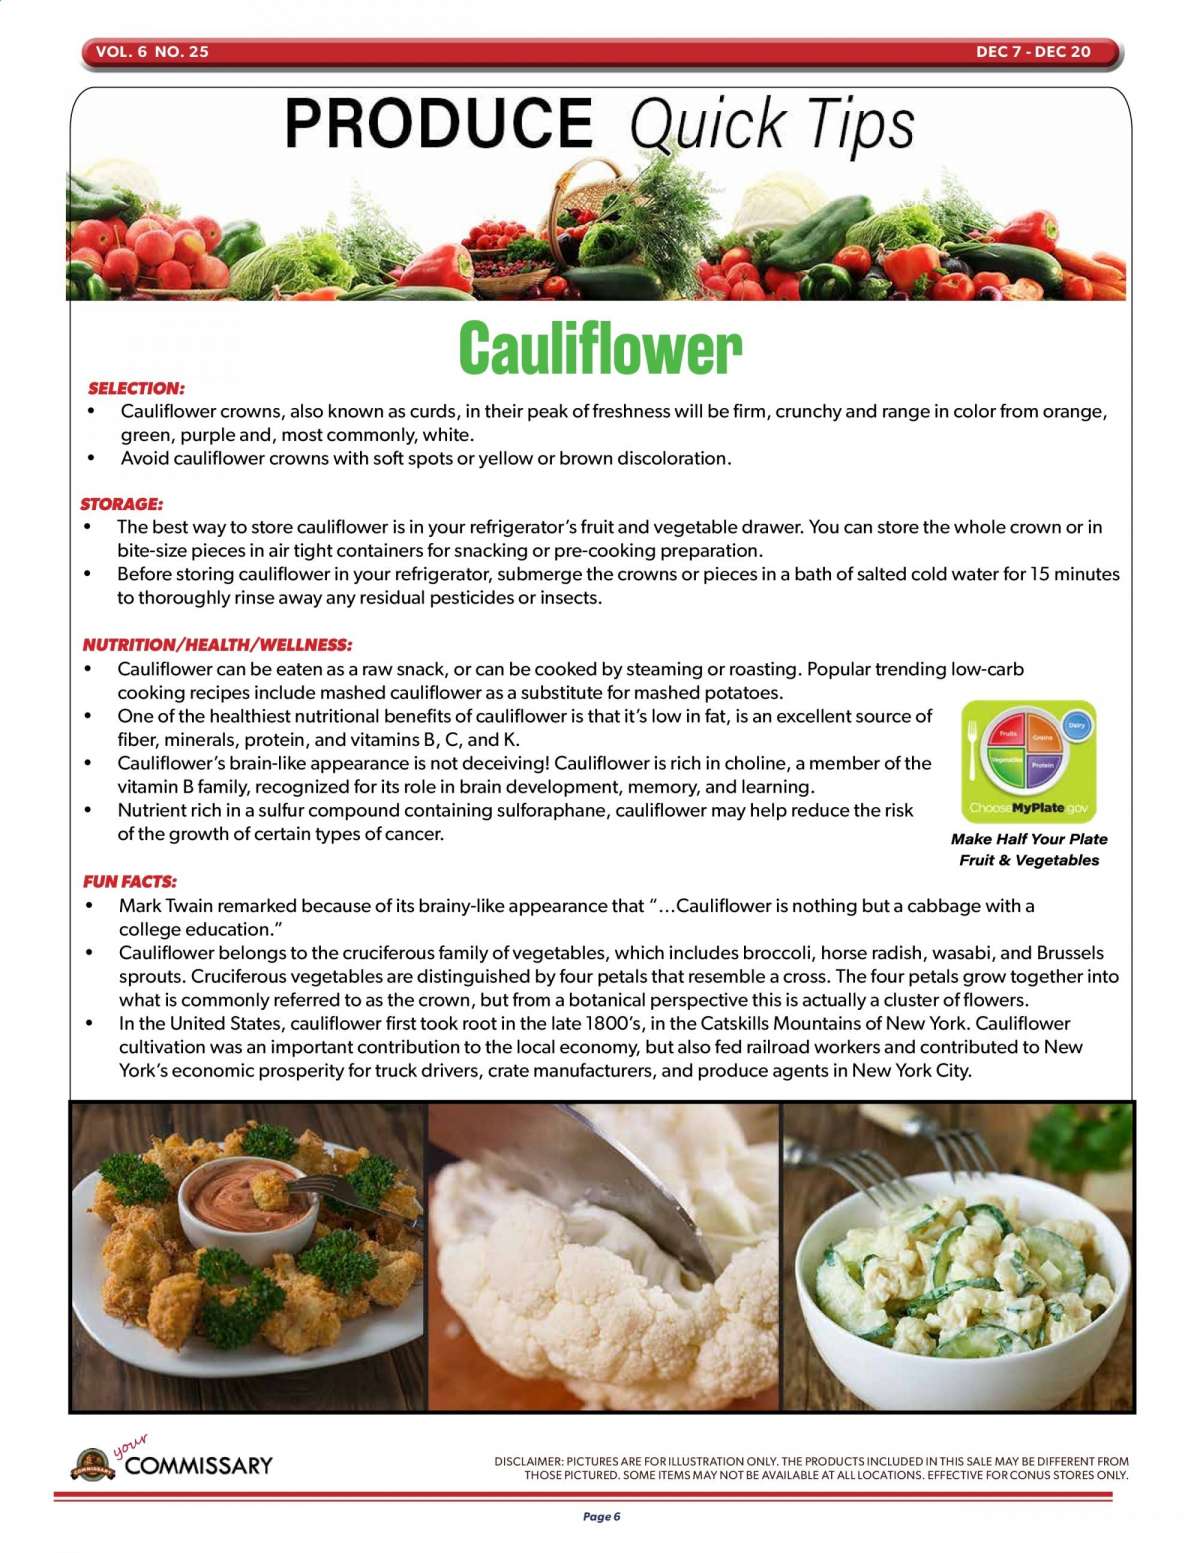 VOL. 6 NO. 25
DEC 7 - DEC 20
PRODUCE Quick Tips
Cauliflower
SELECTION:
• Cauliflower crowns, also known as curds, in their peak of freshness will be firm, crunchy and range in color from orange,
green, purple and, most commonly, white.
• Avoid cauliflower crowns with soft spots or yellow or brown discoloration.
STORAGE:
• The best way to store cauliflower is in your refrigerator’s fruit and vegetable drawer. You can store the whole crown or in
bite-size pieces in air tight containers for snacking or pre-cooking preparation.
• Before storing cauliflower in your refrigerator, submerge the crowns or pieces in a bath of salted cold water for 15 minutes
to thoroughly rinse away any residual pesticides or insects.
NUTRITION/HEALTH/WELLNESS:
• Cauliflower can be eaten as a raw snack, or can be cooked by steaming or roasting. Popular trending low-carb
cooking recipes include mashed cauliflower as a substitute for mashed potatoes.
• One of the healthiest nutritional benefits of cauliflower is that it’s low in fat, is an excellent source of
fiber, minerals, protein, and vitamins B, C, and K.
• Cauliflower’s brain-like appearance is not deceiving! Cauliflower is rich in choline, a member of the
vitamin B family, recognized for its role in brain development, memory, and learning.
• Nutrient rich in a sulfur compound containing sulforaphane, cauliflower may help reduce the risk
of the growth of certain types of cancer.
Dairy
Fruits
Grains
Vegetables
Protein
ChooseMyPlate.gov
Make Half Your Plate
Fruit & Vegetables
FUN FACTS:
• Mark Twain remarked because of its brainy-like appearance that “…Cauliflower is nothing but a cabbage with a
college education.”
• Cauliflower belongs to the cruciferous family of vegetables, which includes broccoli, horse radish, wasabi, and Brussels
sprouts. Cruciferous vegetables are distinguished by four petals that resemble a cross. The four petals grow together into
what is commonly referred to as the crown, but from a botanical perspective this is actually a cluster of flowers.
• In the United States, cauliflower first took root in the late 1800’s, in the Catskills Mountains of New York. Cauliflower
cultivation was an important contribution to the local economy, but also fed railroad workers and contributed to New
York’s economic prosperity for truck drivers, crate manufacturers, and produce agents in New York City.
COMMISSARY
your
COMMISSARY
DISCLAIMER: PICTURES ARE FOR ILLUSTRATION ONLY. THE PRODUCTS INCLUDED IN THIS SALE MAY BE DIFFERENT FROM
THOSE PICTURED. SOME ITEMS MAY NOT BE AVAILABLE AT ALL LOCATIONS. EFFECTIVE FOR CONUS STORES ONLY.
Page 6